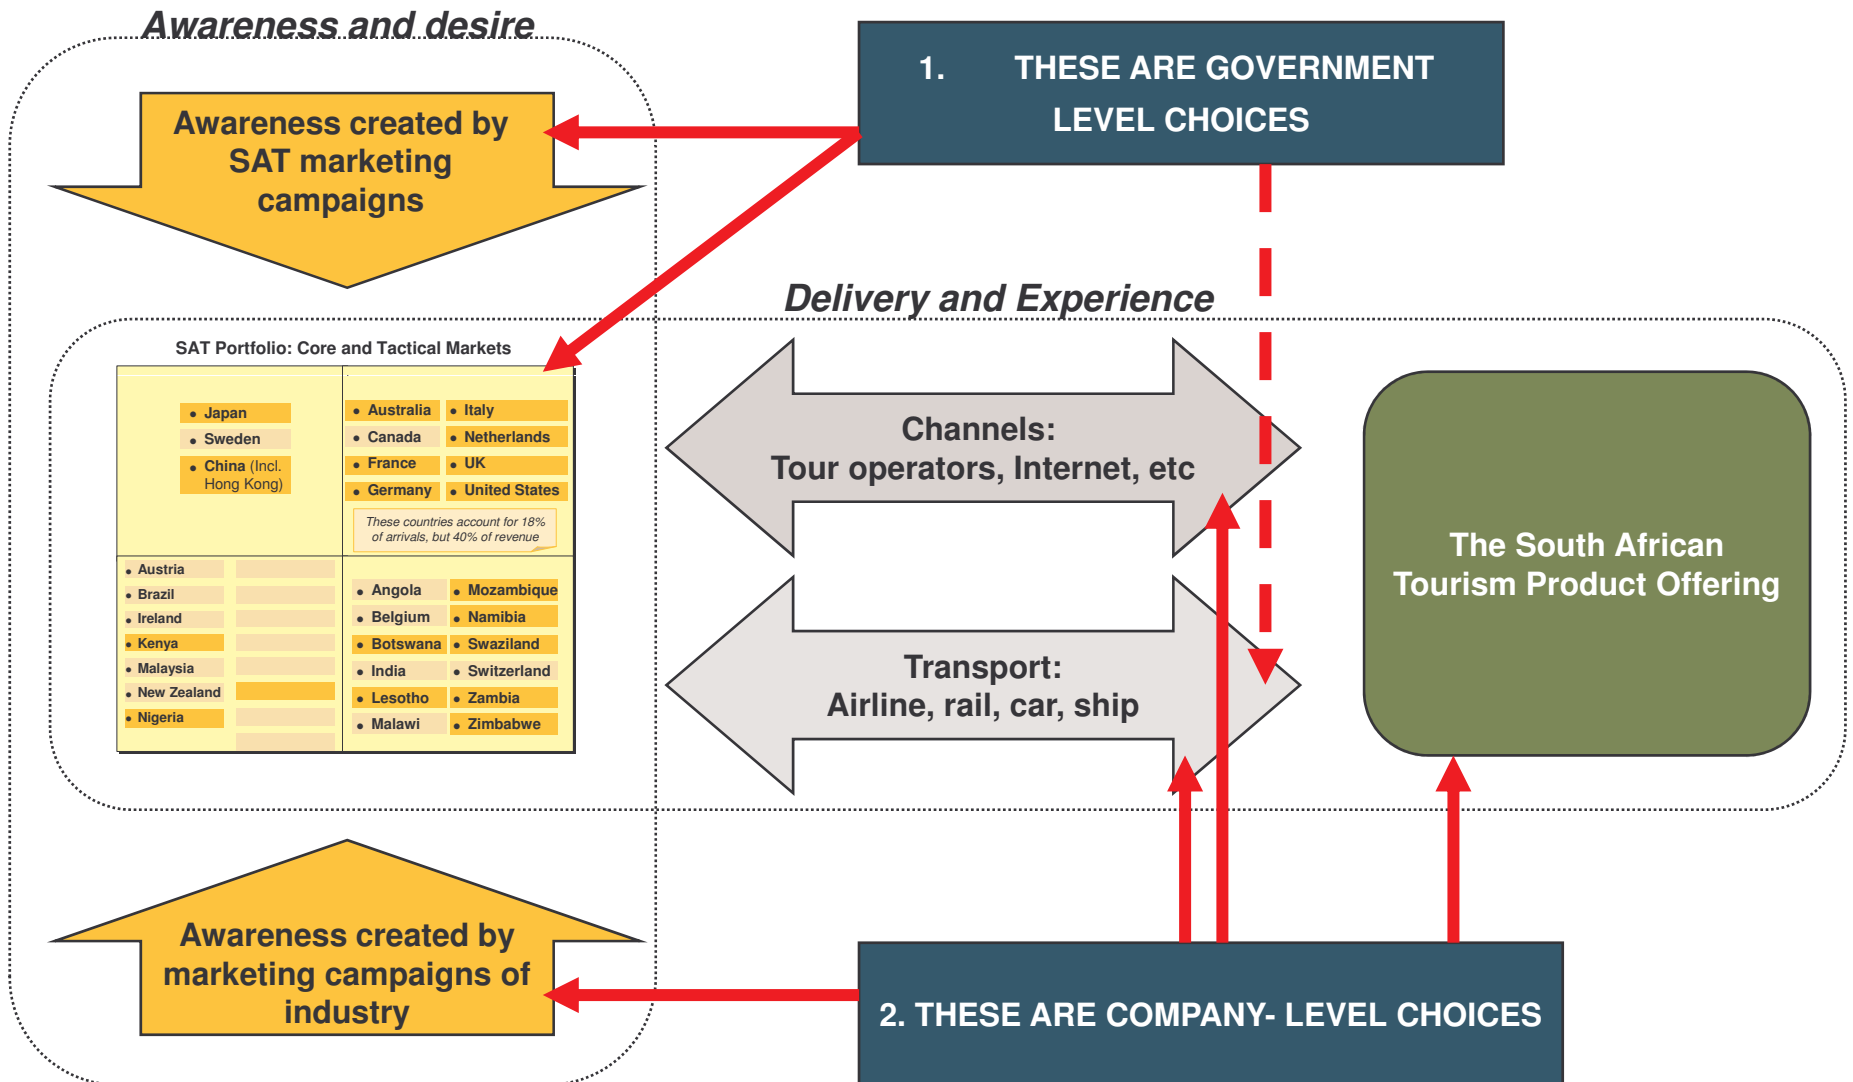 Awareness and desire
1. THESE ARE GOVERNMENT
LEVEL CHOICES
Awareness created by
SAT marketing
campaigns
Delivery and Experience
SAT Portfolio: Core and Tactical Markets
• Japan
• Sweden
• China (Incl.
Hong Kong)
• Australia
• Canada
• France
• Germany
• Italy
• Netherlands
• UK
• United States
These countries account for 18%
of arrivals, but 40% of revenue
• Austria
• Brazil
• Ireland
• Kenya
• Malaysia
• New Zealand
• Nigeria
• Angola
• Belgium
• Botswana
• India
• Lesotho
• Malawi
• Mozambique
• Namibia
• Swaziland
• Switzerland
• Zambia
• Zimbabwe
Channels:
Tour operators, Internet, etc
Transport:
Airline, rail, car, ship
The South African
Tourism Product Offering
Awareness created by
marketing campaigns of
industry
2. THESE ARE COMPANY- LEVEL CHOICES